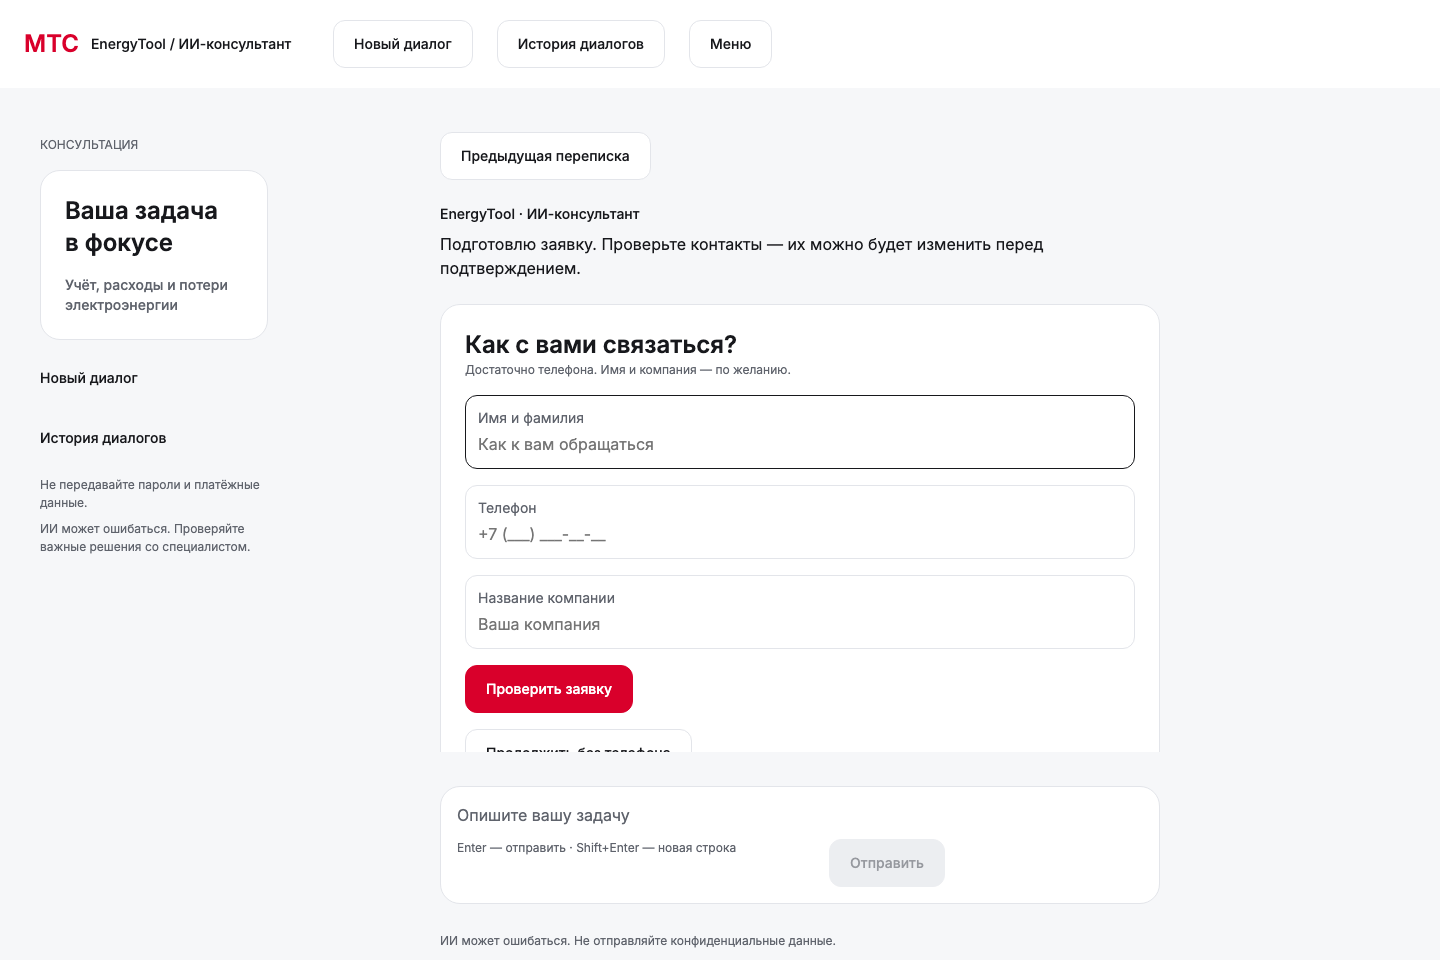 МТС EnergyTool / ИИ-консультант Новый диалог История диалогов Меню
КОНСУЛЬТАЦИЯ
Ваша задача
в фокусе
Учёт, расходы и потери
электроэнергии
Новый диалог
История диалогов
Не передавайте пароли и платёжные
данные.
ИИ может ошибаться. Проверяйте
важные решения со специалистом.
Предыдущая переписка
EnergyTool · ИИ-консультант
Подготовлю заявку. Проверьте контакты — их можно будет изменить перед
подтверждением.
Как с вами связаться?
Достаточно телефона. Имя и компания — по желанию.
Имя и фамилия
Как к вам обращаться
Телефон
+7 (___) ___-__-__
Название компании
Ваша компания
Проверить заявку
Продолжить без телефона
Опишите вашу задачу
Enter — отправить · Shift+Enter — новая строка
Отправить
ИИ может ошибаться. Не отправляйте конфиденциальные данные.